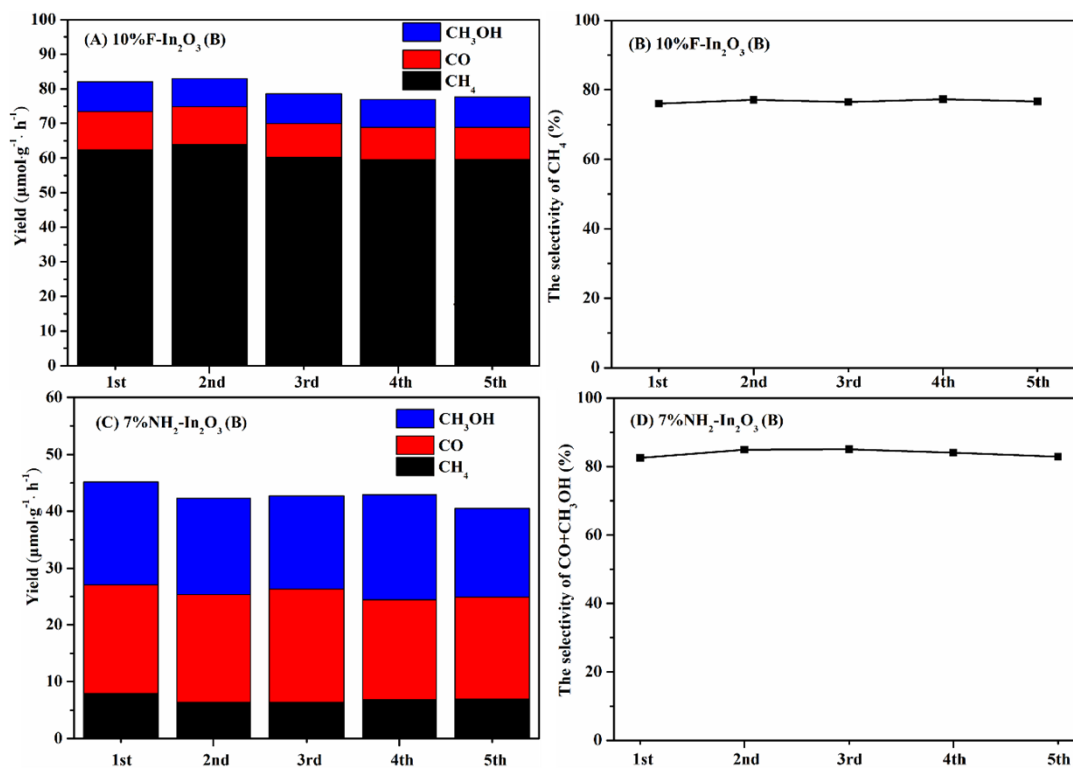 (A) 10%F-In₂O₃ (B)
CH₃OH
CO
CH₄
Yield (μmol·g⁻¹· h⁻¹)
100
90
80
70
60
50
40
30
20
10
0
1st 2nd 3rd 4th 5th
(B) 10%F-In₂O₃ (B)
The selectivity of CH₄ (%)
100
80
60
40
20
0
1st 2nd 3rd 4th 5th
(C) 7%NH₂-In₂O₃ (B)
CH₃OH
CO
CH₄
Yield (μmol·g⁻¹· h⁻¹)
60
50
40
30
20
10
0
1st 2nd 3rd 4th 5th
(D) 7%NH₂-In₂O₃ (B)
The selectivity of CO+CH₃OH (%)
100
80
60
40
20
0
1st 2nd 3rd 4th 5th